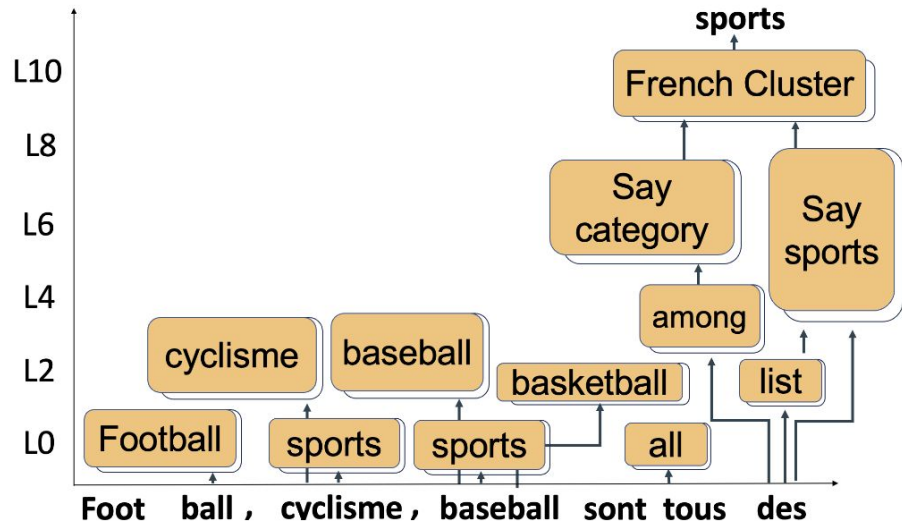 sports
L10
French Cluster
L8
Say
category
Say
sports
L6
L4
among
cyclisme
baseball
L2
basketball
list
L0
Football
sports
sports
all
Foot ball , cyclisme , baseball sont tous des